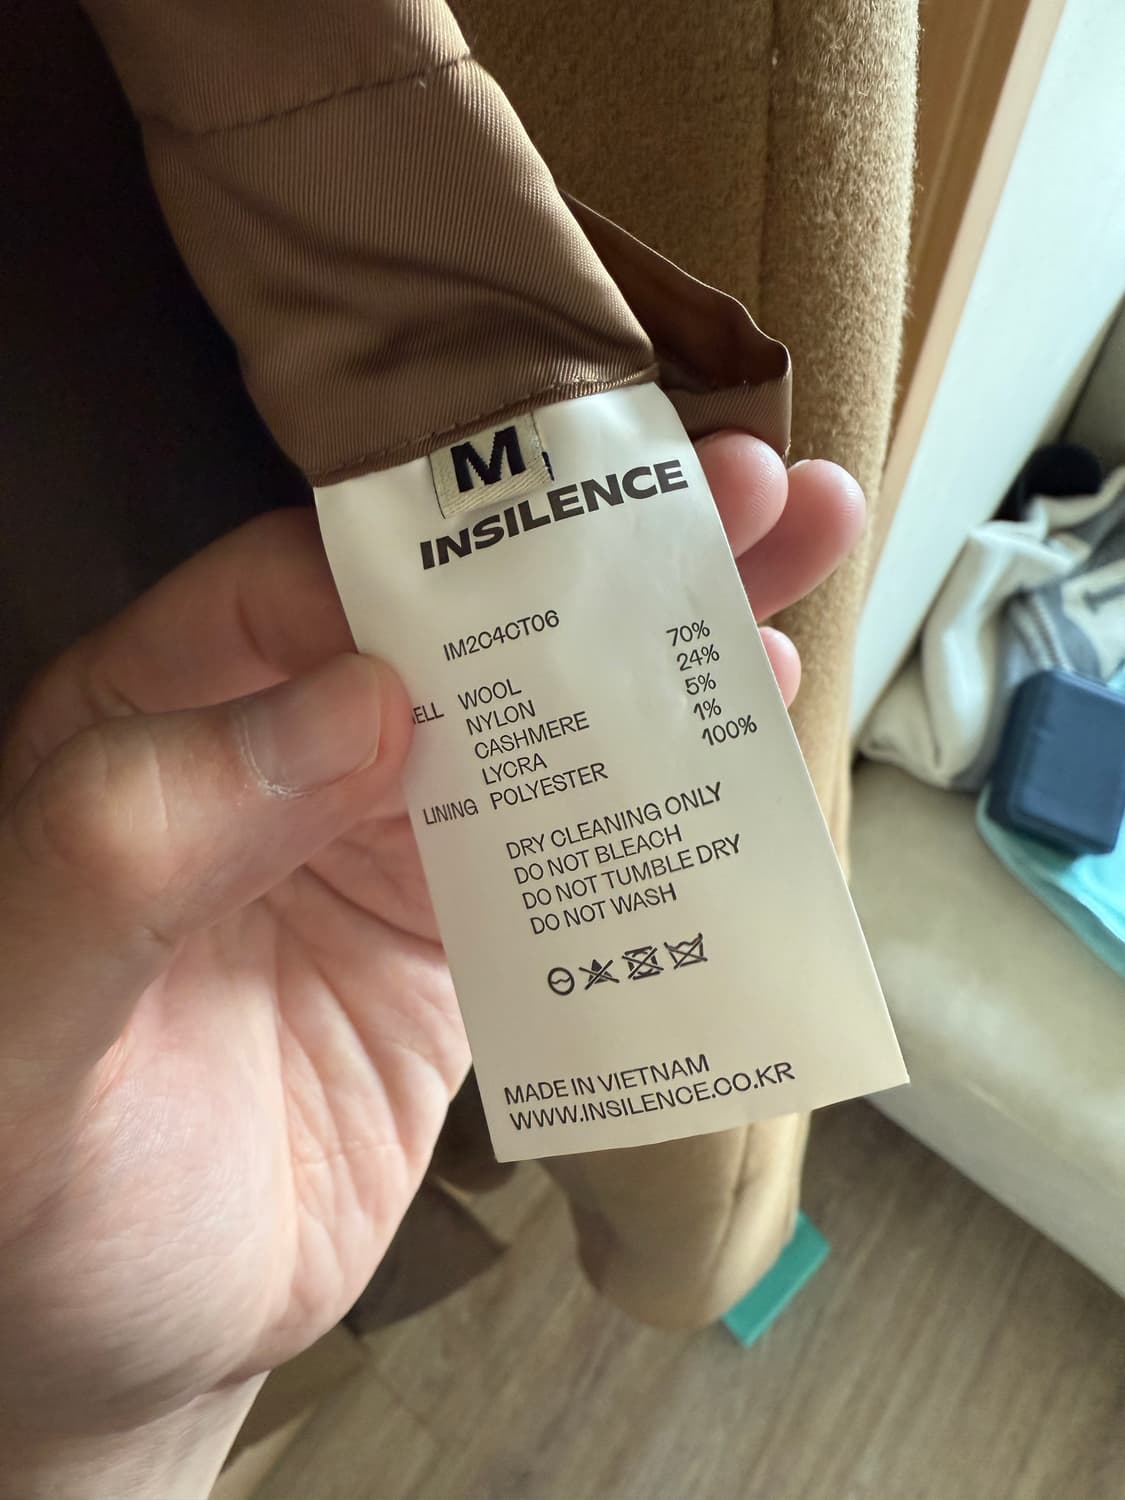 M
INSILENCE
IM2C4CT06
ELL WOOL 70%
NYLON 24%
CASHMERE 5%
LYCRA 1%
LINING POLYESTER 100%
DRY CLEANING ONLY
DO NOT BLEACH
DO NOT TUMBLE DRY
DO NOT WASH
MADE IN VIETNAM
WWW.INSILENCE.CO.KR